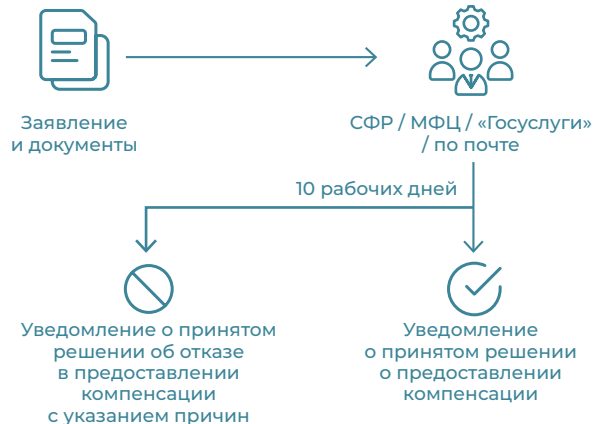 Заявление
и документы
СФР / МФЦ / «Госуслуги»
/ по почте
10 рабочих дней
Уведомление о принятом
решении об отказе
в предоставлении
компенсации
с указанием причин
Уведомление
о принятом решении
о предоставлении
компенсации